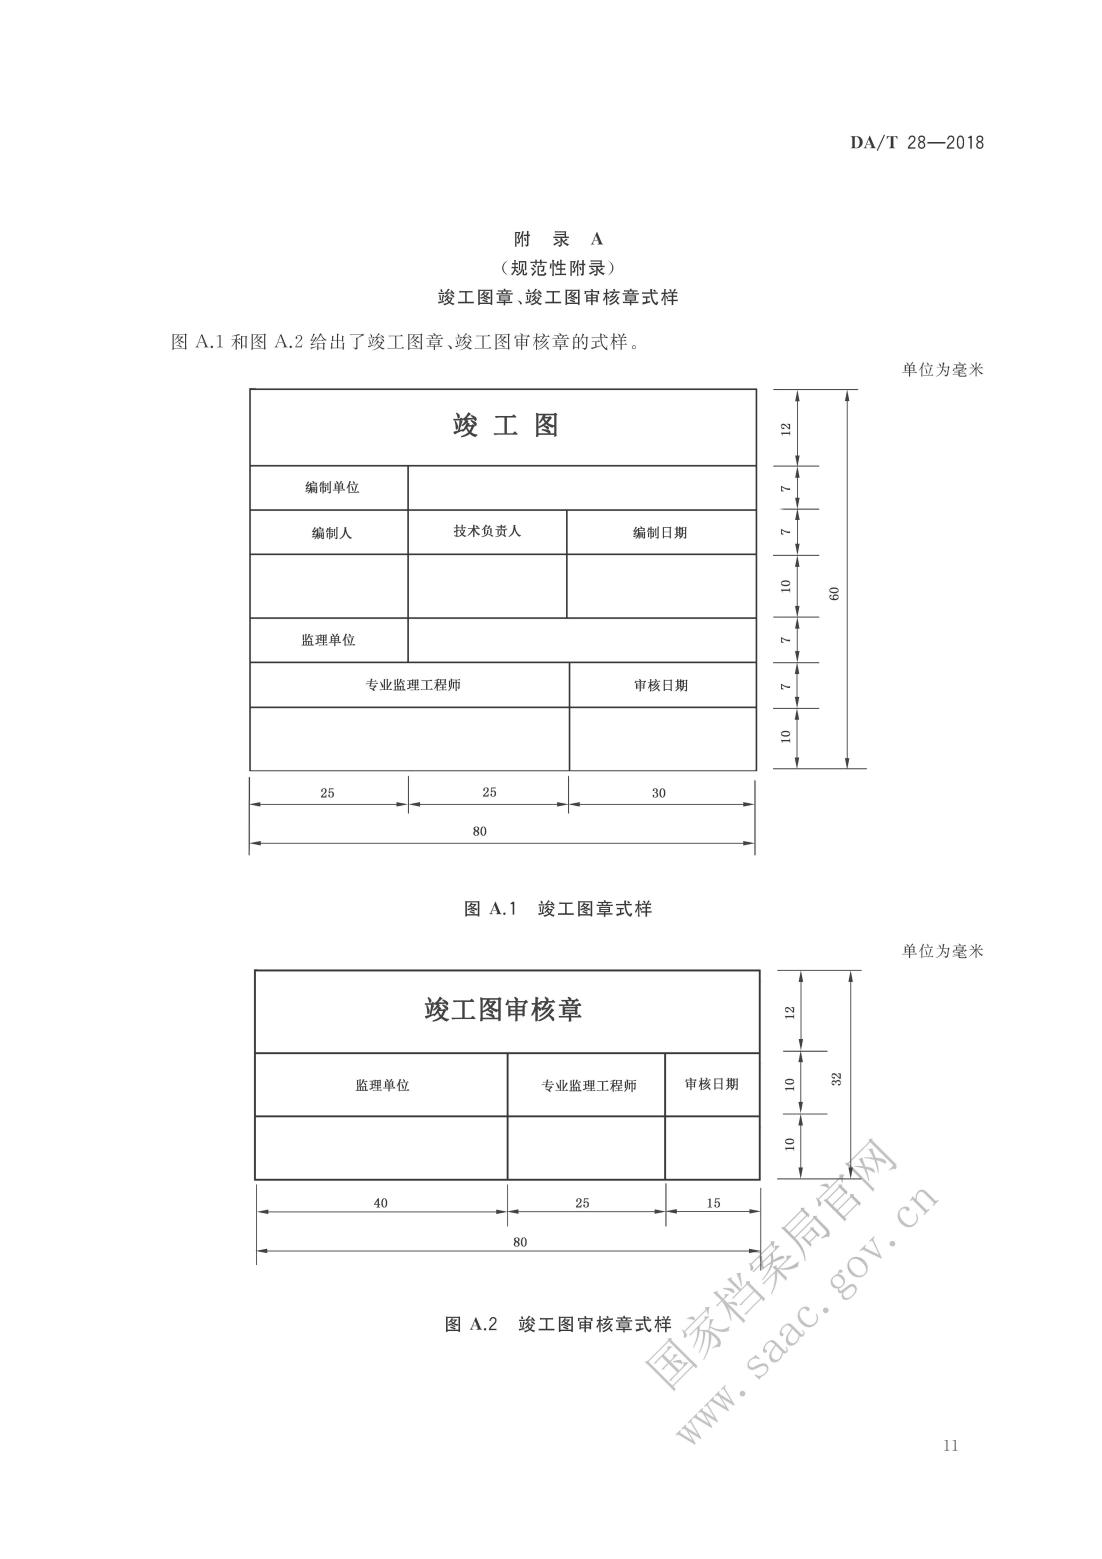 DA/T 28—2018
附 录 A
（规范性附录）
竣工图章、竣工图审核章式样
图 A.1 和图 A.2 给出了竣工图章、竣工图审核章的式样。
单位为毫米
竣 工 图
编制单位
编制人 技术负责人 编制日期
监理单位
专业监理工程师 审核日期
12
7
7
10
7
7
10
60
25 25 30
80
图 A.1 竣工图章式样
单位为毫米
竣工图审核章
监理单位 专业监理工程师 审核日期
12
10
10
32
40 25 15
80
图 A.2 竣工图审核章式样
国家档案局官网
www.saac.gov.cn
11